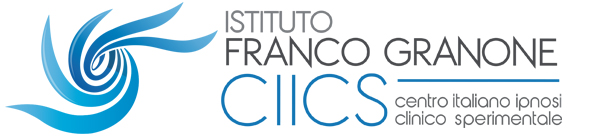 ISTITUTO
FRANCO GRANONE
CIICS
centro italiano ipnosi
clinico sperimentale